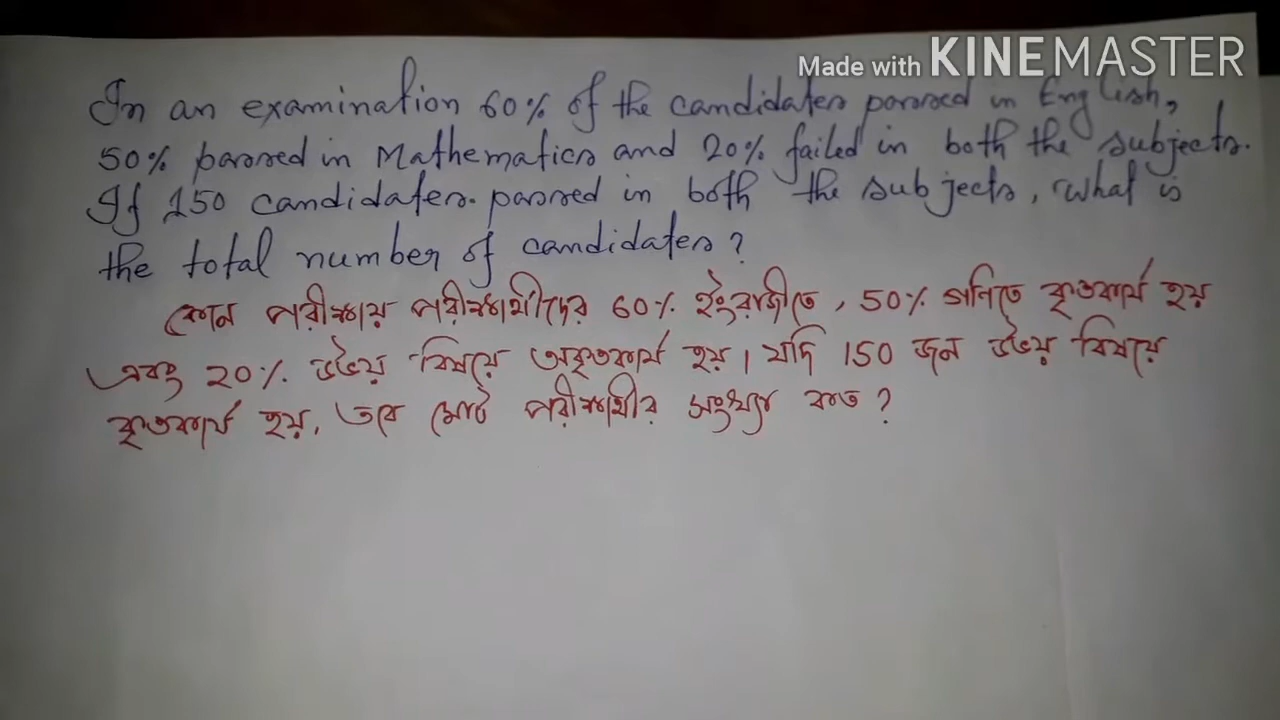 Made with KINEMASTER
In an examination 60% of the candidates passed in English,
50% passed in Mathematics and 20% failed in both the subjects.
If 150 candidates passed in both the subjects, what is
the total number of candidates?
কোন পরীক্ষায় পরীক্ষার্থীদের 60% ইংরাজীতে, 50% গনিতে কৃতকার্য হয়
এবং 20% উভয় বিষয়ে অকৃতকার্য হয়। যদি 150 জন উভয় বিষয়ে
কৃতকার্য হয়, তবে মোট পরীক্ষার্থীর সংখ্যা কত?